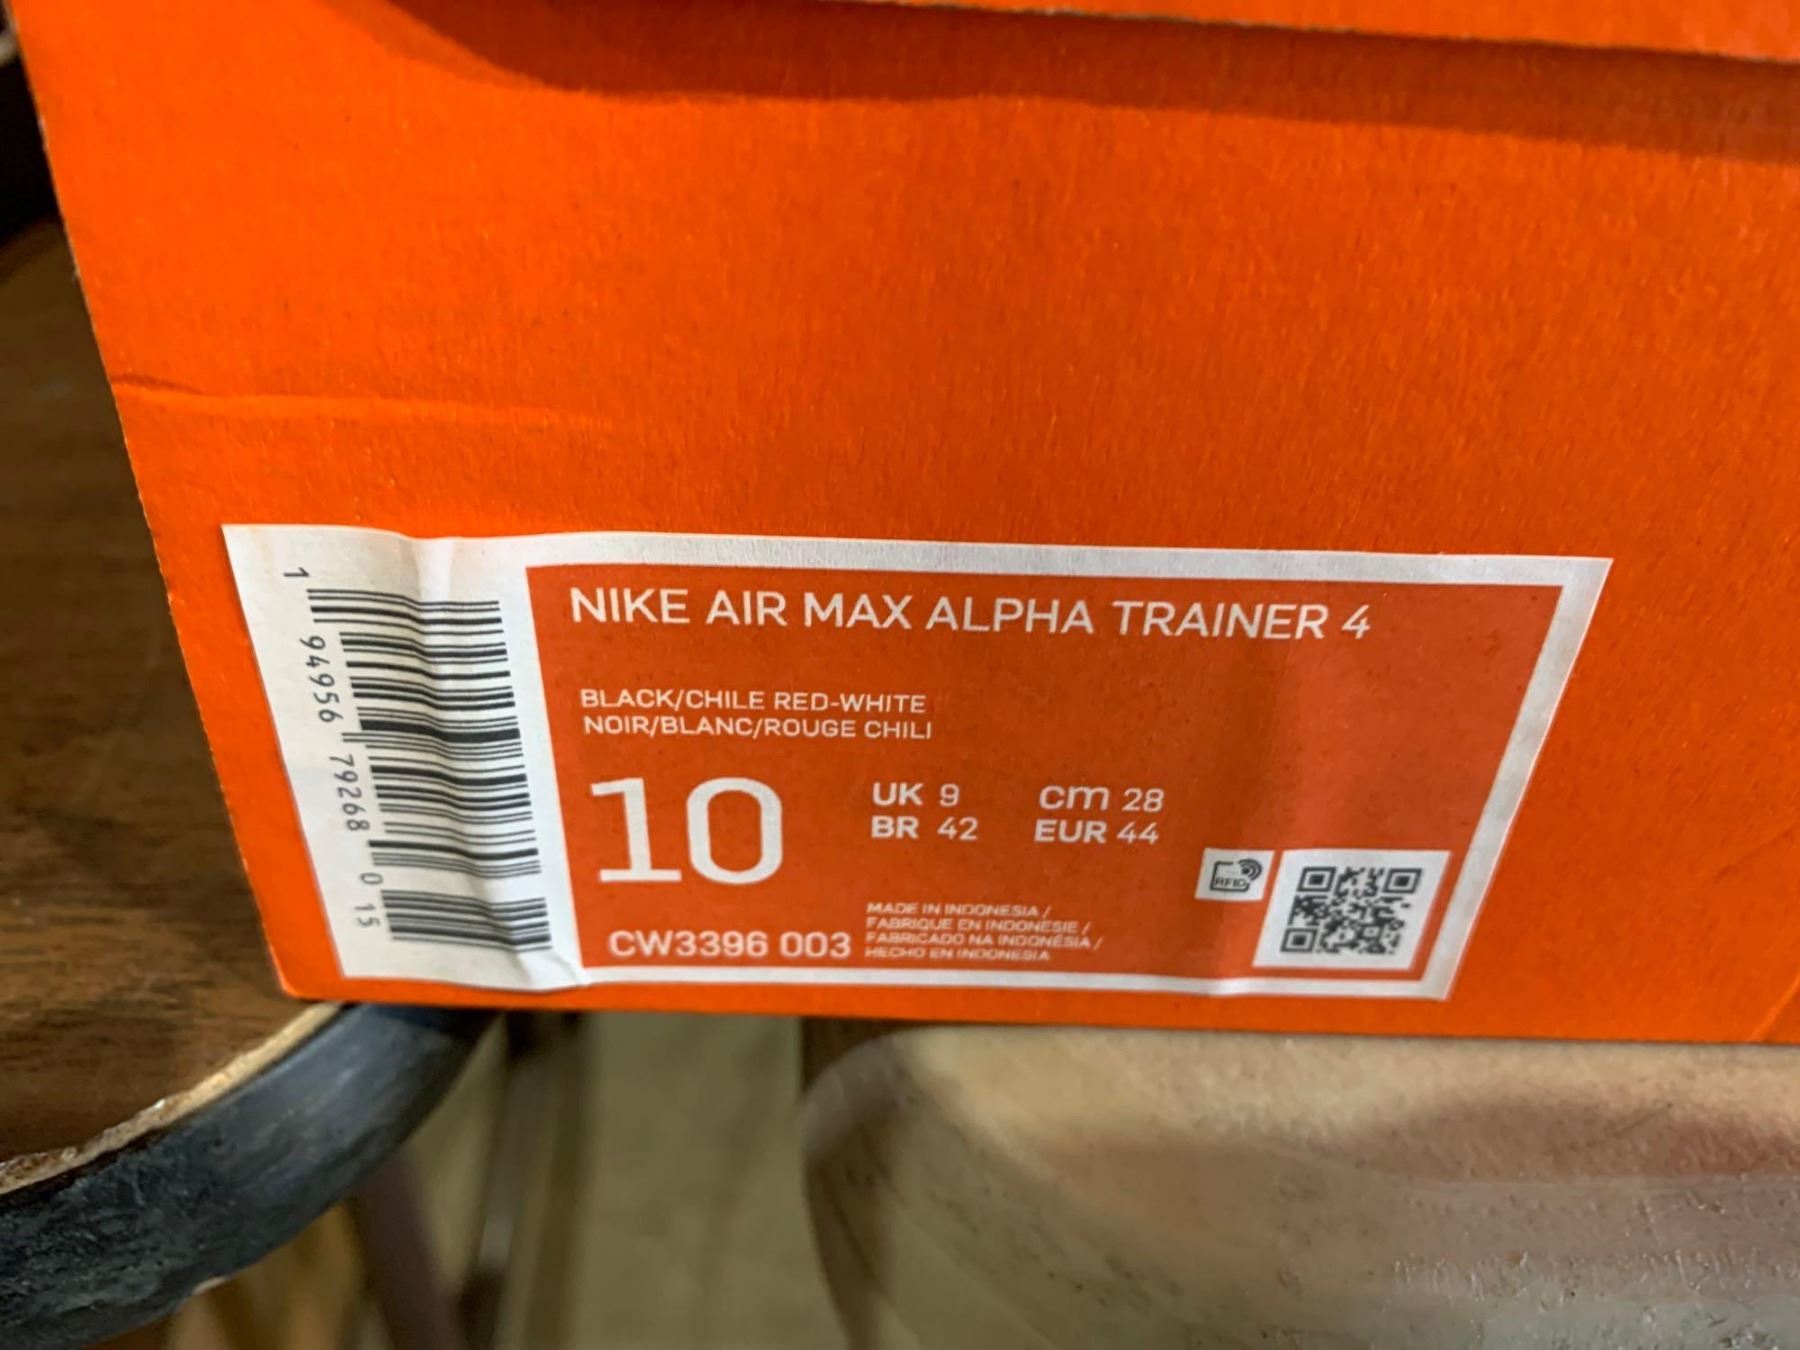 NIKE AIR MAX ALPHA TRAINER 4
BLACK/CHILE RED-WHITE
NOIR/BLANC/ROUGE CHILI
10
UK 9
cm 28
BR 42
EUR 44
CW3396 003
MADE IN INDONESIA /
FABRIQUE EN INDONESIE /
FABRICADO NA INDONÉSIA /
HECHO EN INDONESIA
RFID
1 94956 79268 0 15